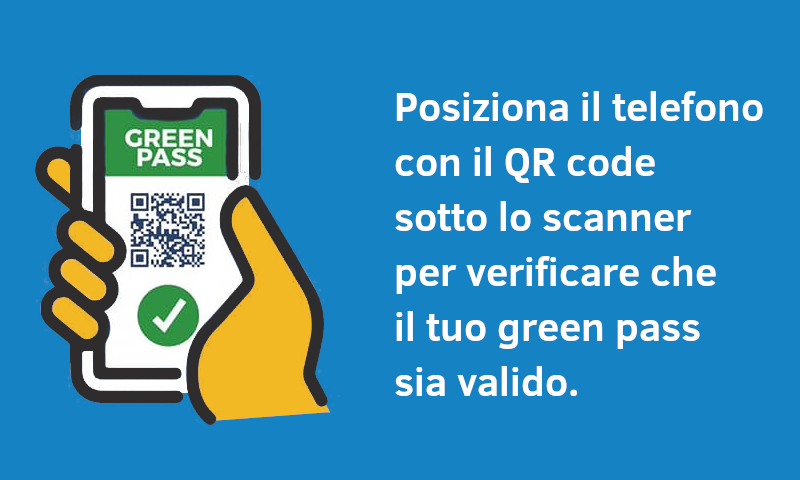 GREEN
PASS
Posiziona il telefono
con il QR code
sotto lo scanner
per verificare che
il tuo green pass
sia valido.